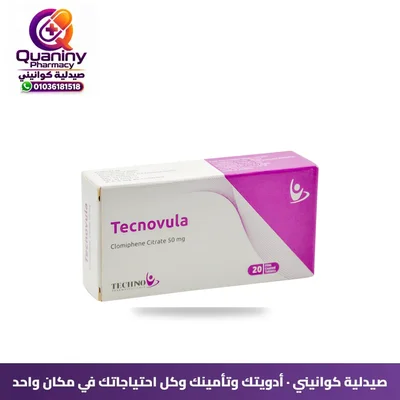 Quaniny
Pharmacy
صيدلية كوانيني
01036181518
Tecnovula
Clomiphene Citrate 50 mg
TECHNO
20
صيدلية كوانيني - أدويتك وتأمينك وكل احتياجاتك في مكان واحد